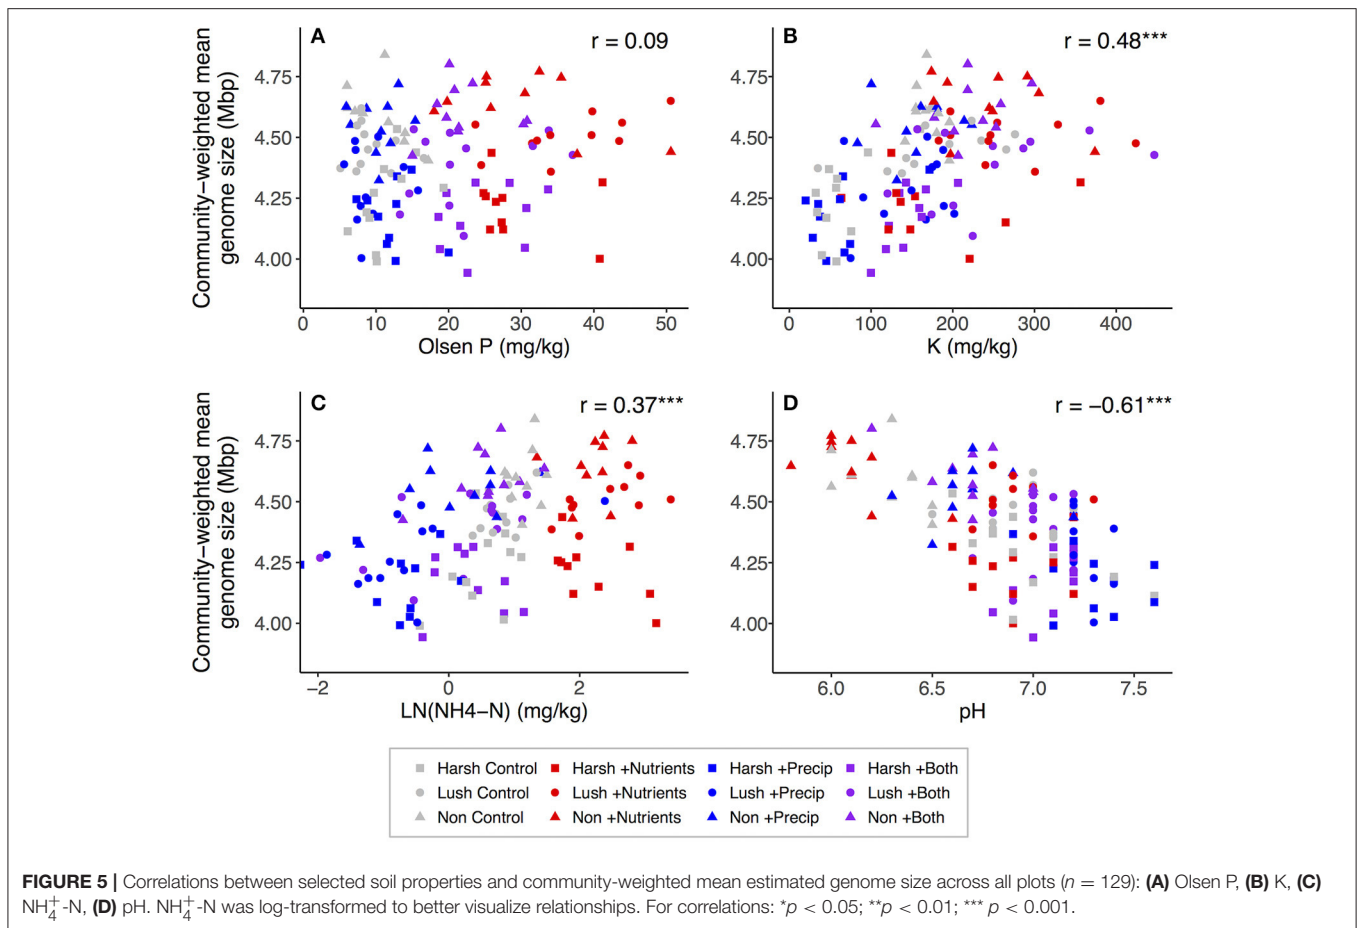 A
r = 0.09
Community−weighted mean
genome size (Mbp)
4.75
4.50
4.25
4.00
0 10 20 30 40 50
Olsen P (mg/kg)
B
r = 0.48***
4.75
4.50
4.25
4.00
0 100 200 300 400
K (mg/kg)
C
r = 0.37***
Community−weighted mean
genome size (Mbp)
4.75
4.50
4.25
4.00
−2 0 2
LN(NH4−N) (mg/kg)
D
r = −0.61***
4.75
4.50
4.25
4.00
6.0 6.5 7.0 7.5
pH
Harsh Control Harsh +Nutrients Harsh +Precip Harsh +Both
Lush Control Lush +Nutrients Lush +Precip Lush +Both
Non Control Non +Nutrients Non +Precip Non +Both
FIGURE 5 | Correlations between selected soil properties and community-weighted mean estimated genome size across all plots (n = 129): (A) Olsen P, (B) K, (C)
NH₄⁺-N, (D) pH. NH₄⁺-N was log-transformed to better visualize relationships. For correlations: *p < 0.05; **p < 0.01; *** p < 0.001.